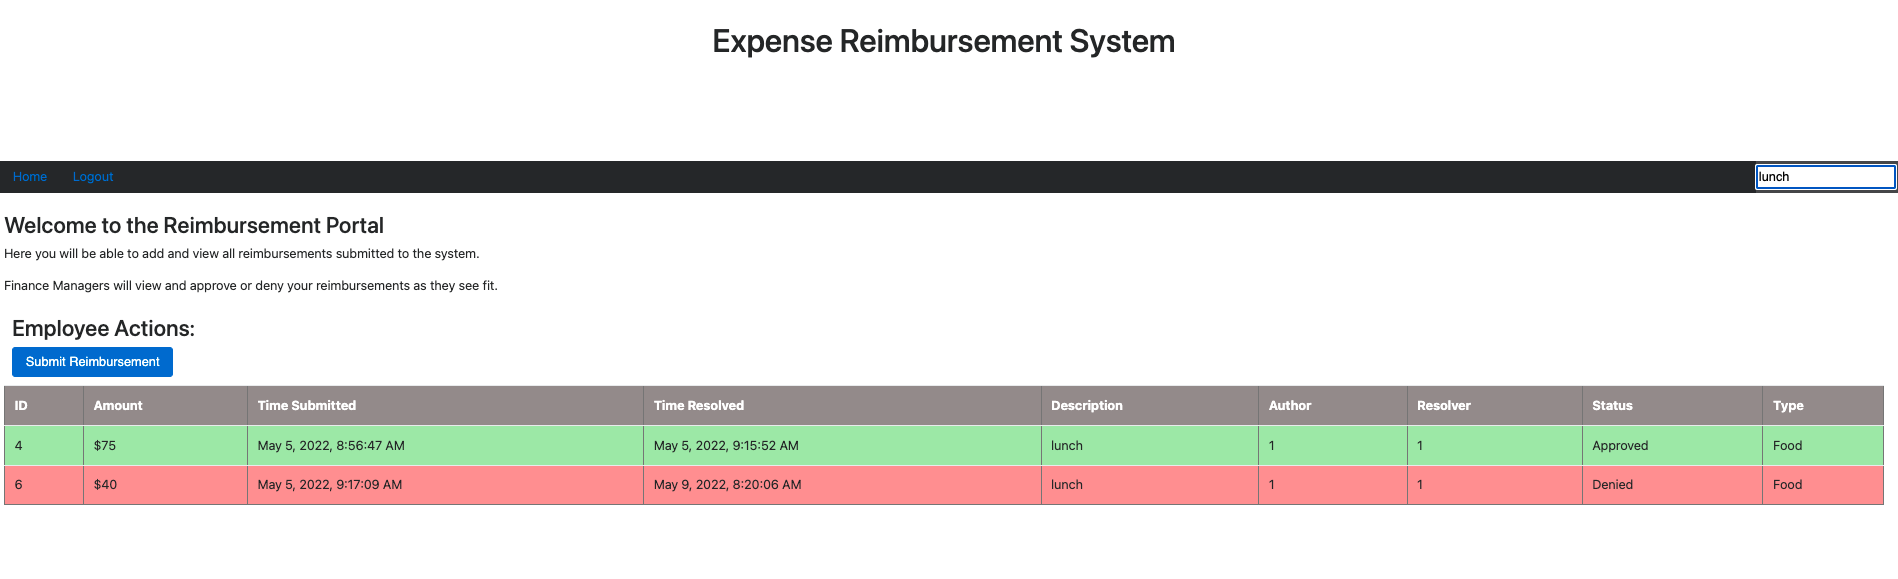 Expense Reimbursement System
Home Logout lunch
Welcome to the Reimbursement Portal
Here you will be able to add and view all reimbursements submitted to the system.
Finance Managers will view and approve or deny your reimbursements as they see fit.
Employee Actions:
Submit Reimbursement
ID Amount Time Submitted Time Resolved Description Author Resolver Status Type
4 $75 May 5, 2022, 8:56:47 AM May 5, 2022, 9:15:52 AM lunch 1 1 Approved Food
6 $40 May 5, 2022, 9:17:09 AM May 9, 2022, 8:20:06 AM lunch 1 1 Denied Food